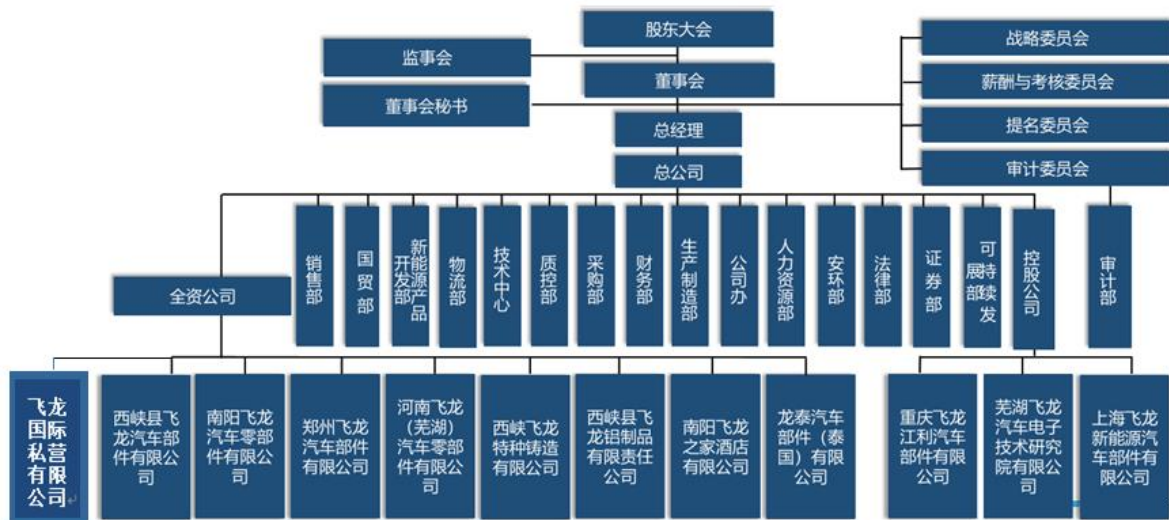 股东大会
监事会
董事会
董事会秘书
战略委员会
薪酬与考核委员会
提名委员会
审计委员会
总经理
总公司
全资公司
销售部
国贸部
新能源产品
开发部
物流部
技术中心
质控部
采购部
财务部
生产制造部
公司办
人力资源部
安环部
法律部
证券部
可持续发
展部
控股公司
审计部
飞龙
国际
私营
有限
公司
西峡县飞
龙汽车部
件有限公
司
南阳飞龙
汽车零部
件有限公
司
郑州飞龙
汽车部件
有限公司
河南飞龙
（芜湖）
汽车零部
件有限公
司
西峡飞龙
特种铸造
有限公司
西峡县飞
龙铝制品
有限责任
公司
南阳飞龙
之家酒店
有限公司
龙泰汽车
部件（泰
国）有限
公司
重庆飞龙
江利汽车
部件有限
公司
芜湖飞龙
汽车电子
技术研究
院有限公
司
上海飞龙
新能源汽
车部件有
限公司